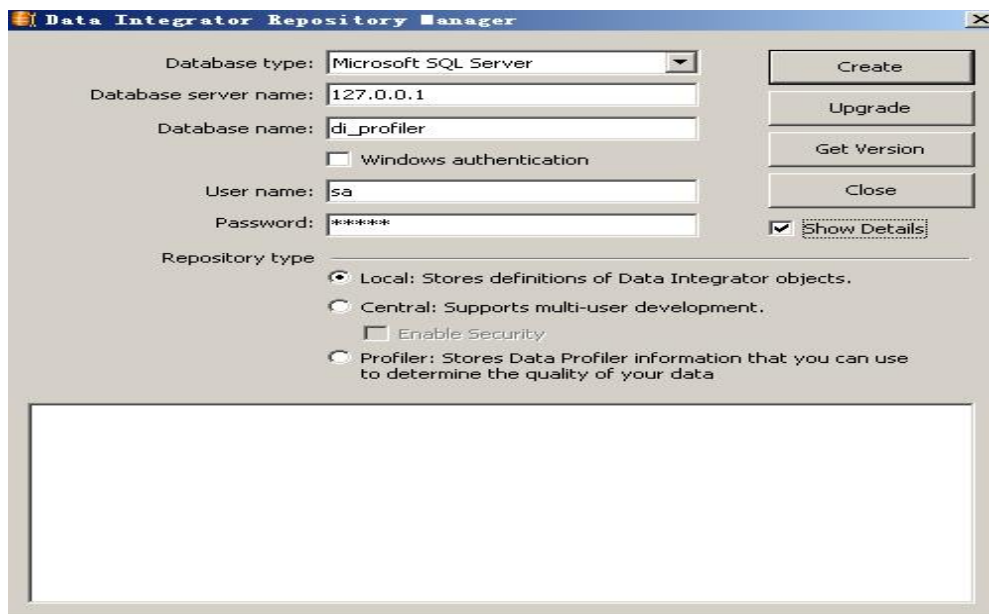 Data Integrator Repository Manager
Database type: Microsoft SQL Server
Create
Database server name: 127.0.0.1
Upgrade
Database name: di_profiler
Windows authentication
Get Version
User name: sa
Close
Password: *****
Show Details
Repository type
Local: Stores definitions of Data Integrator objects.
Central: Supports multi-user development.
Enable Security
Profiler: Stores Data Profiler information that you can use
to determine the quality of your data